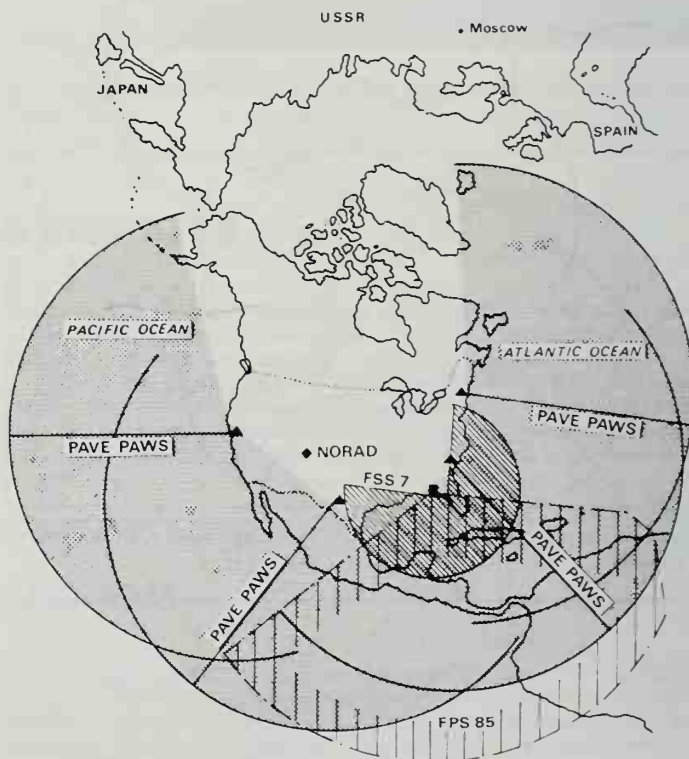 USSR
Moscow
JAPAN
SPAIN
PACIFIC OCEAN
ATLANTIC OCEAN
PAVE PAWS
PAVE PAWS
NORAD
FSS 7
PAVE PAWS
PAVE PAWS
FPS 85